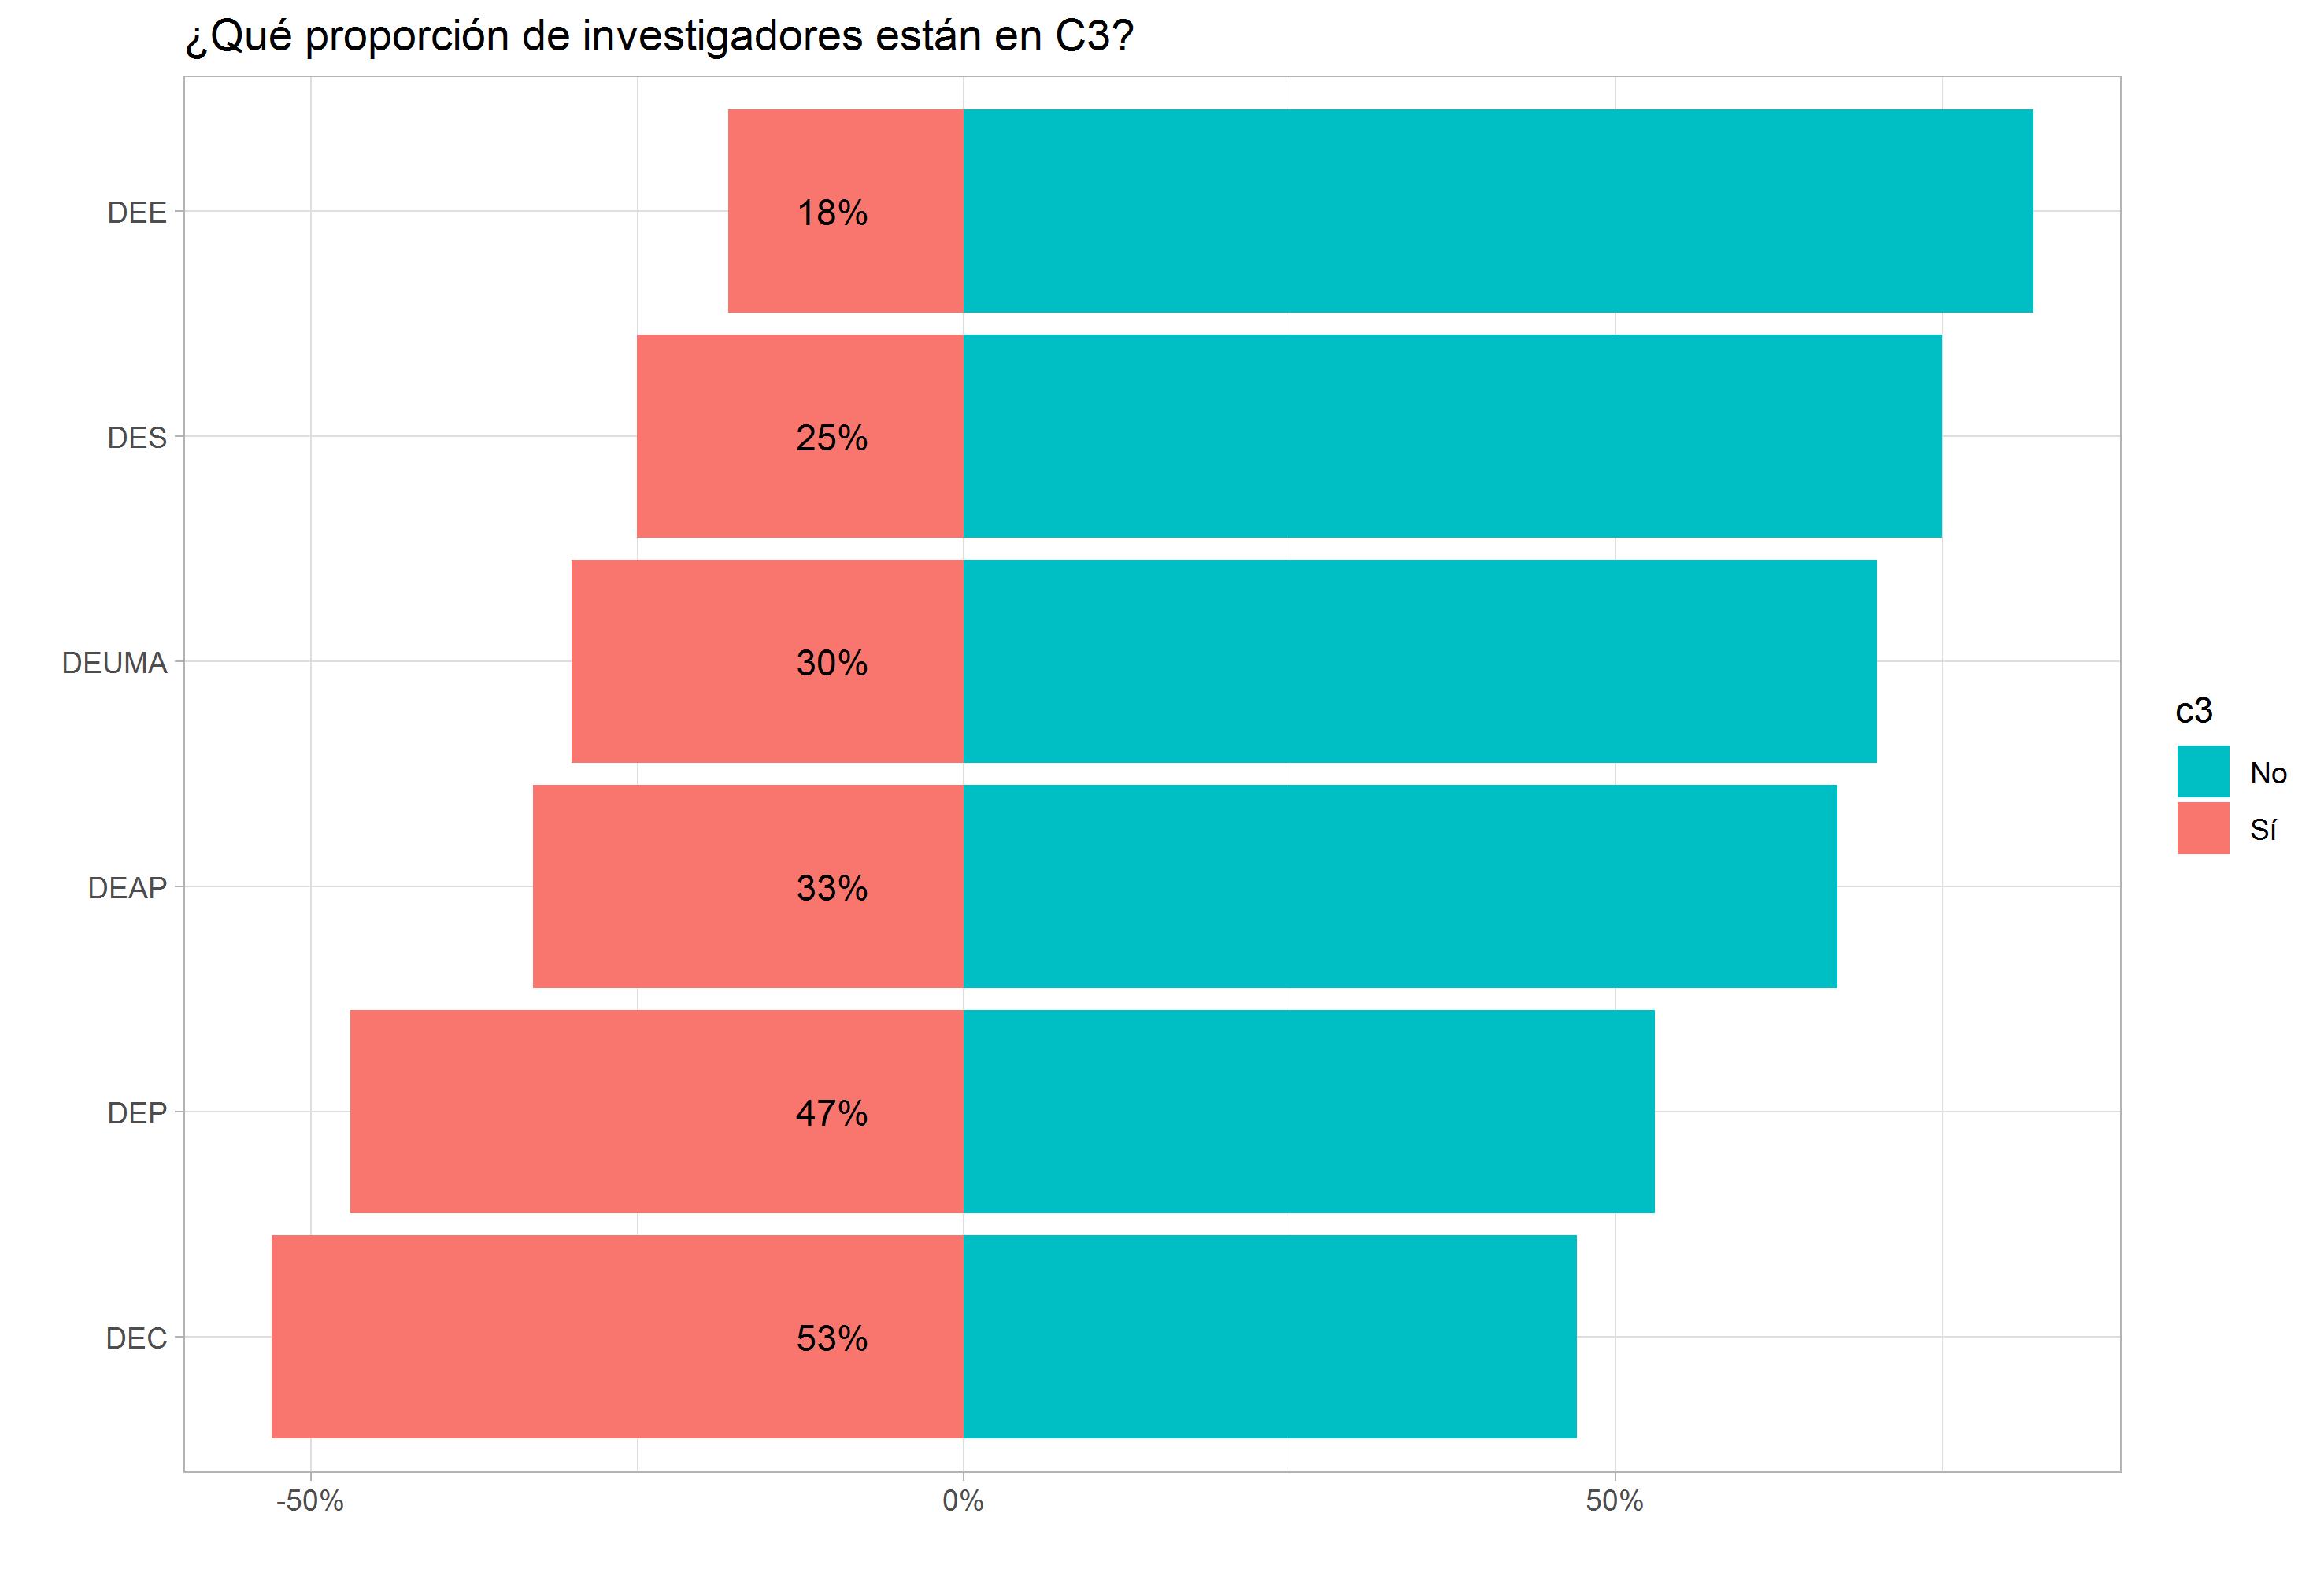 ¿Qué proporción de investigadores están en C3?
DEE
18%
DES
25%
DEUMA
30%
DEAP
33%
DEP
47%
DEC
53%
-50%
0%
50%
c3
No
Sí